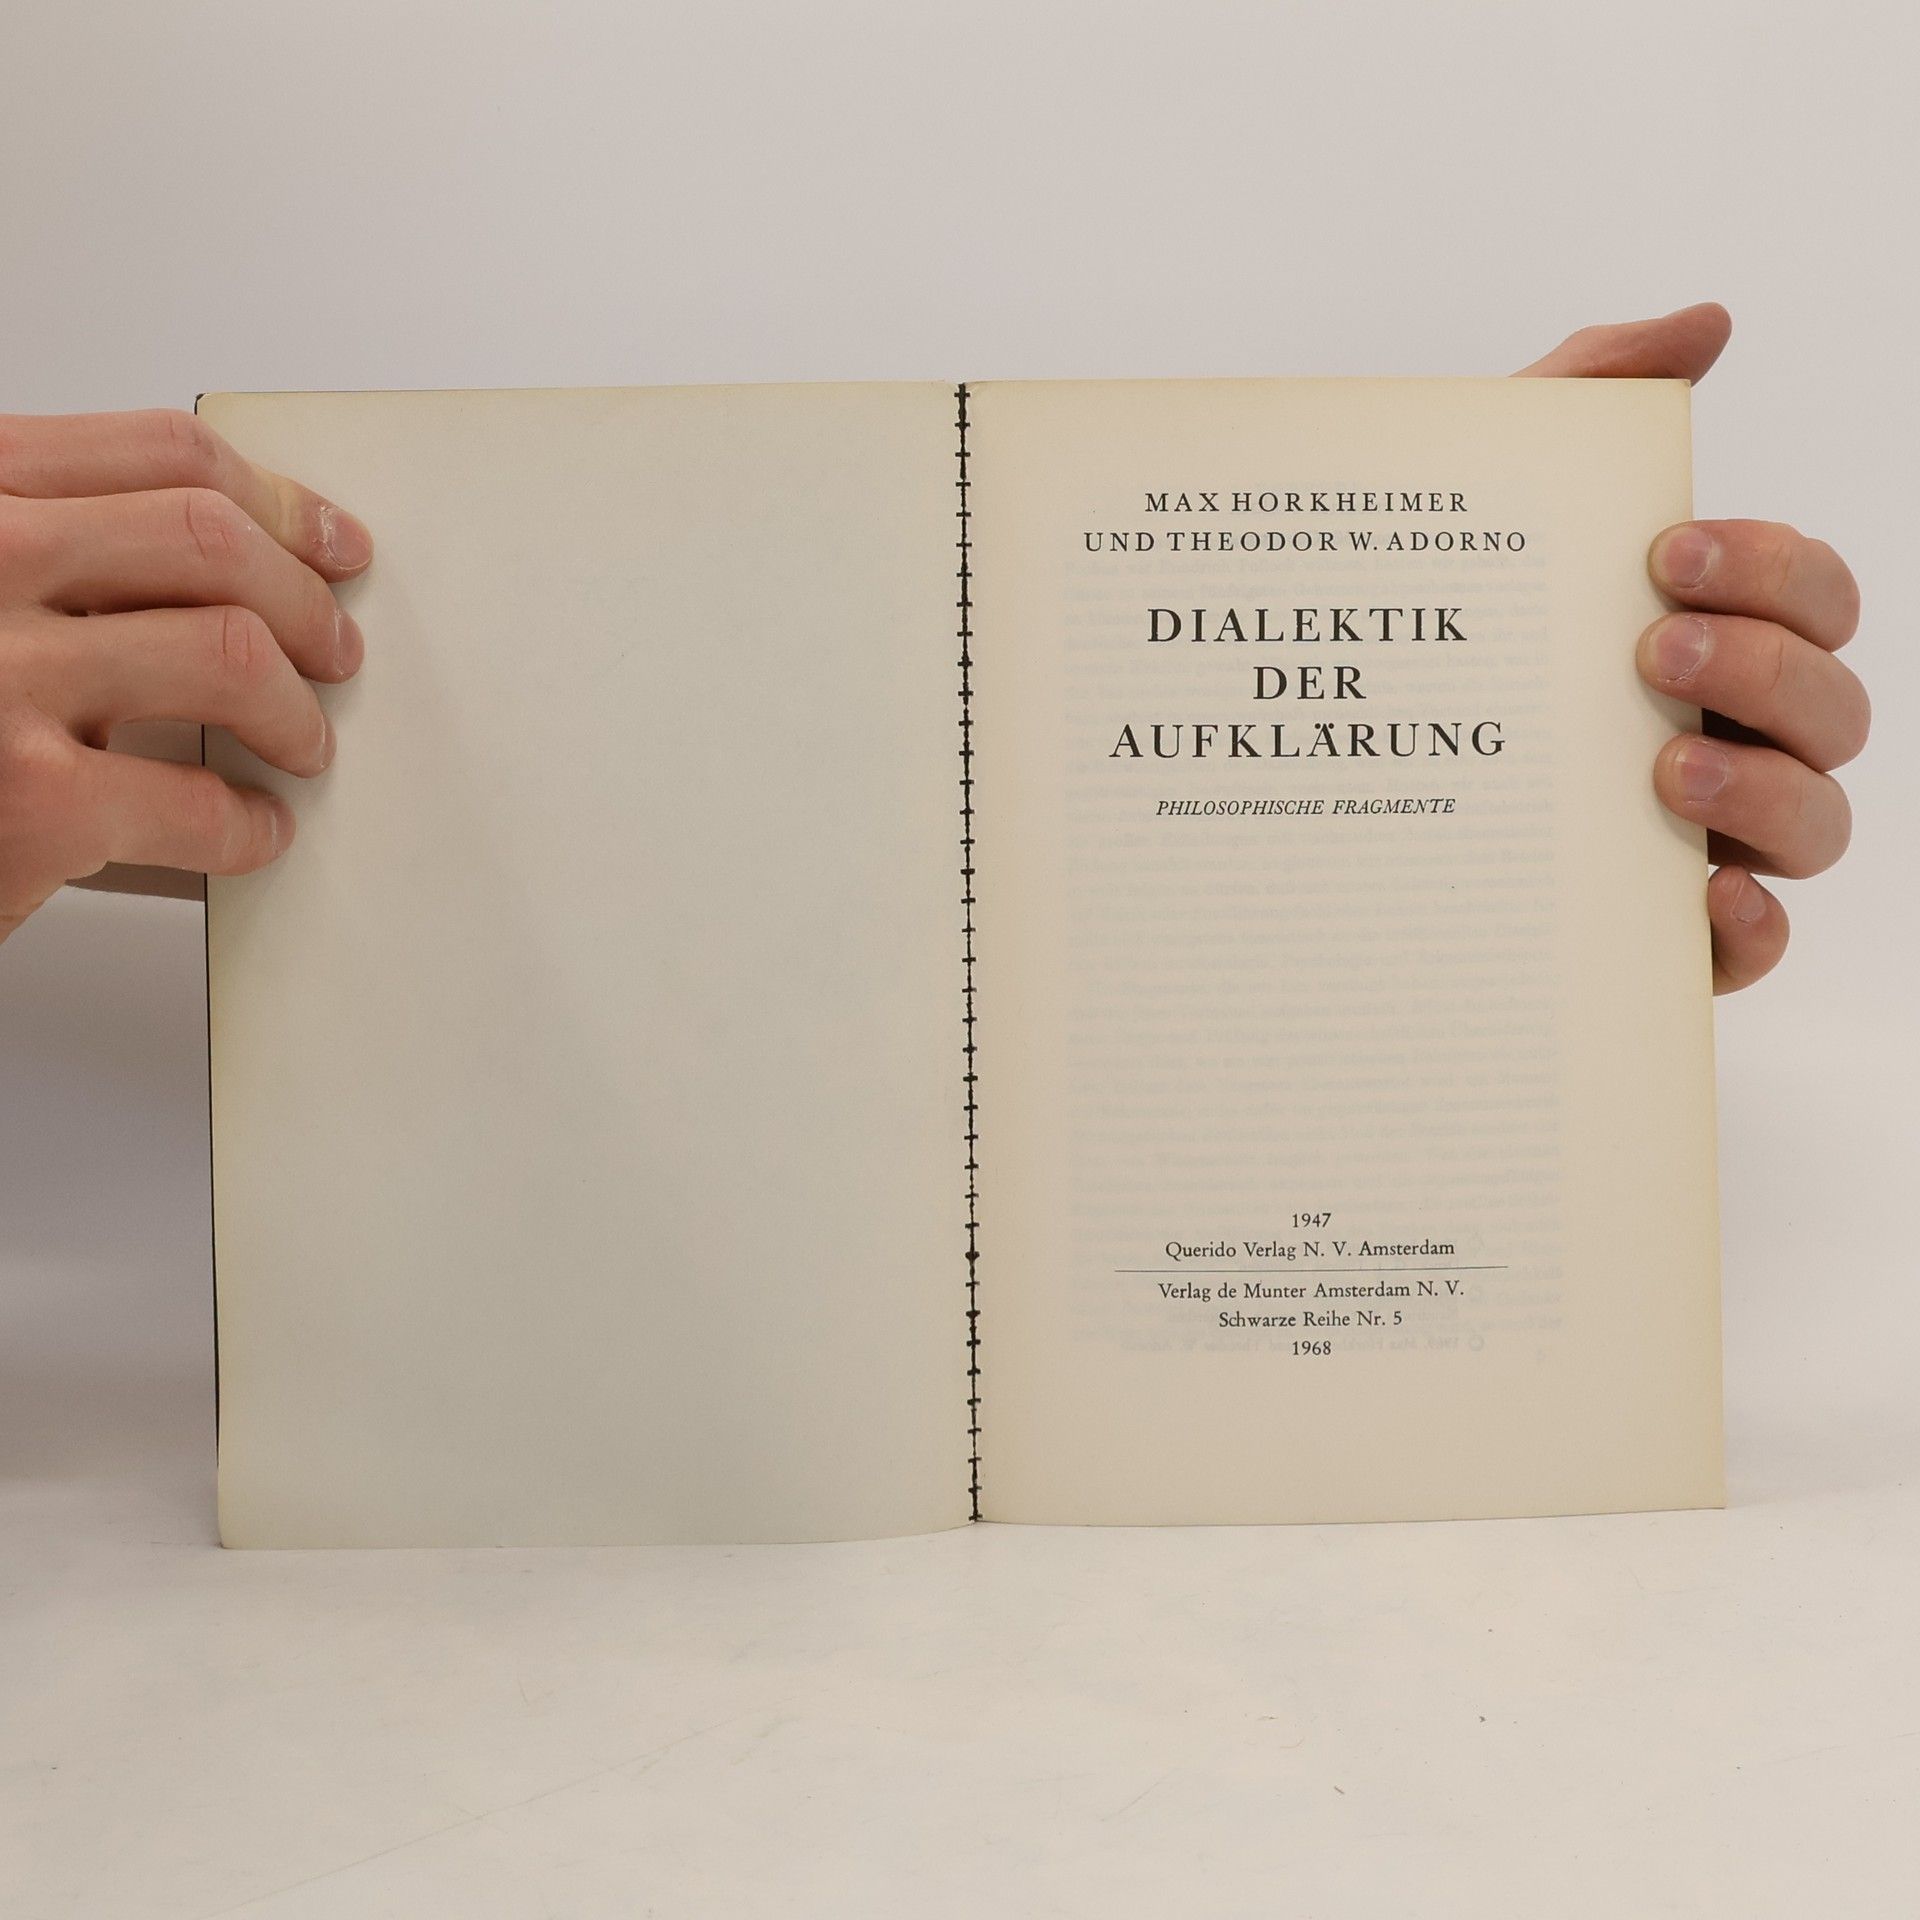 MAX HORKHEIMER
UND THEODOR W. ADORNO
DIALEKTIK
DER
AUFKLÄRUNG
PHILOSOPHISCHE FRAGMENTE
1947
Querido Verlag N. V. Amsterdam
Verlag de Munter Amsterdam N. V.
Schwarze Reihe Nr. 5
1968